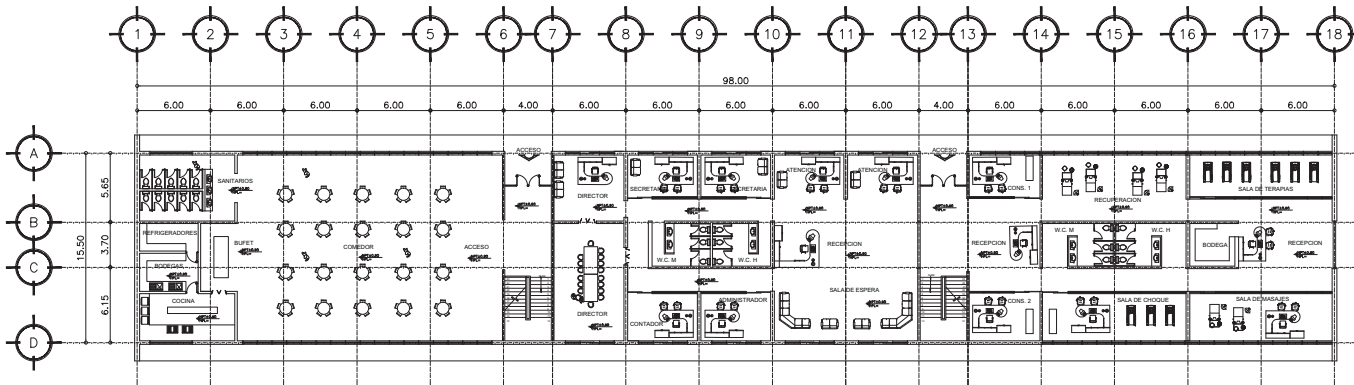 1 2 3 4 5 6 7 8 9 10 11 12 13 14 15 16 17 18
98.00
6.00 6.00 6.00 6.00 6.00 4.00 6.00 6.00 6.00 6.00 6.00 4.00 6.00 6.00 6.00 6.00 6.00
A
B
C
D
15.50
5.65
3.70
6.15
ACCESO
ACCESO
SANITARIOS
DIRECTOR
SECRETARIA
ATENCION
ATENCION
CONS. 1
RECUPERACION
SALA DE TERAPIAS
REFRIGERADORES
BUFET
COMEDOR
ACCESO
W.C. M
W.C. H
RECEPCION
RECEPCION
W.C. M
W.C. H
BODEGA
RECEPCION
BODEGAS
COCINA
SALA DE ESPERA
DIRECTOR
CONTADOR
ADMINISTRADOR
CONS. 2
SALA DE CHOQUE
SALA DE MASAJES